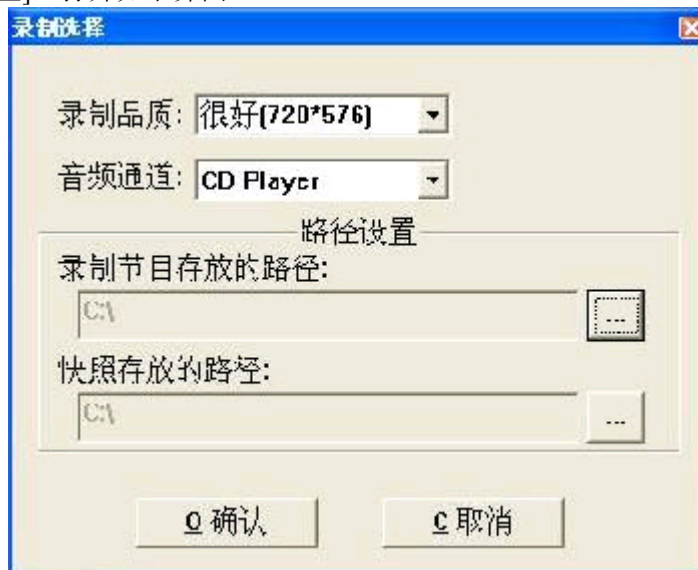 录制选择
录制品质: 很好(720*576)
音频通道: CD Player
路径设置
录制节目存放的路径:
C:\
...
快照存放的路径:
C:\
...
O 确认 C 取消